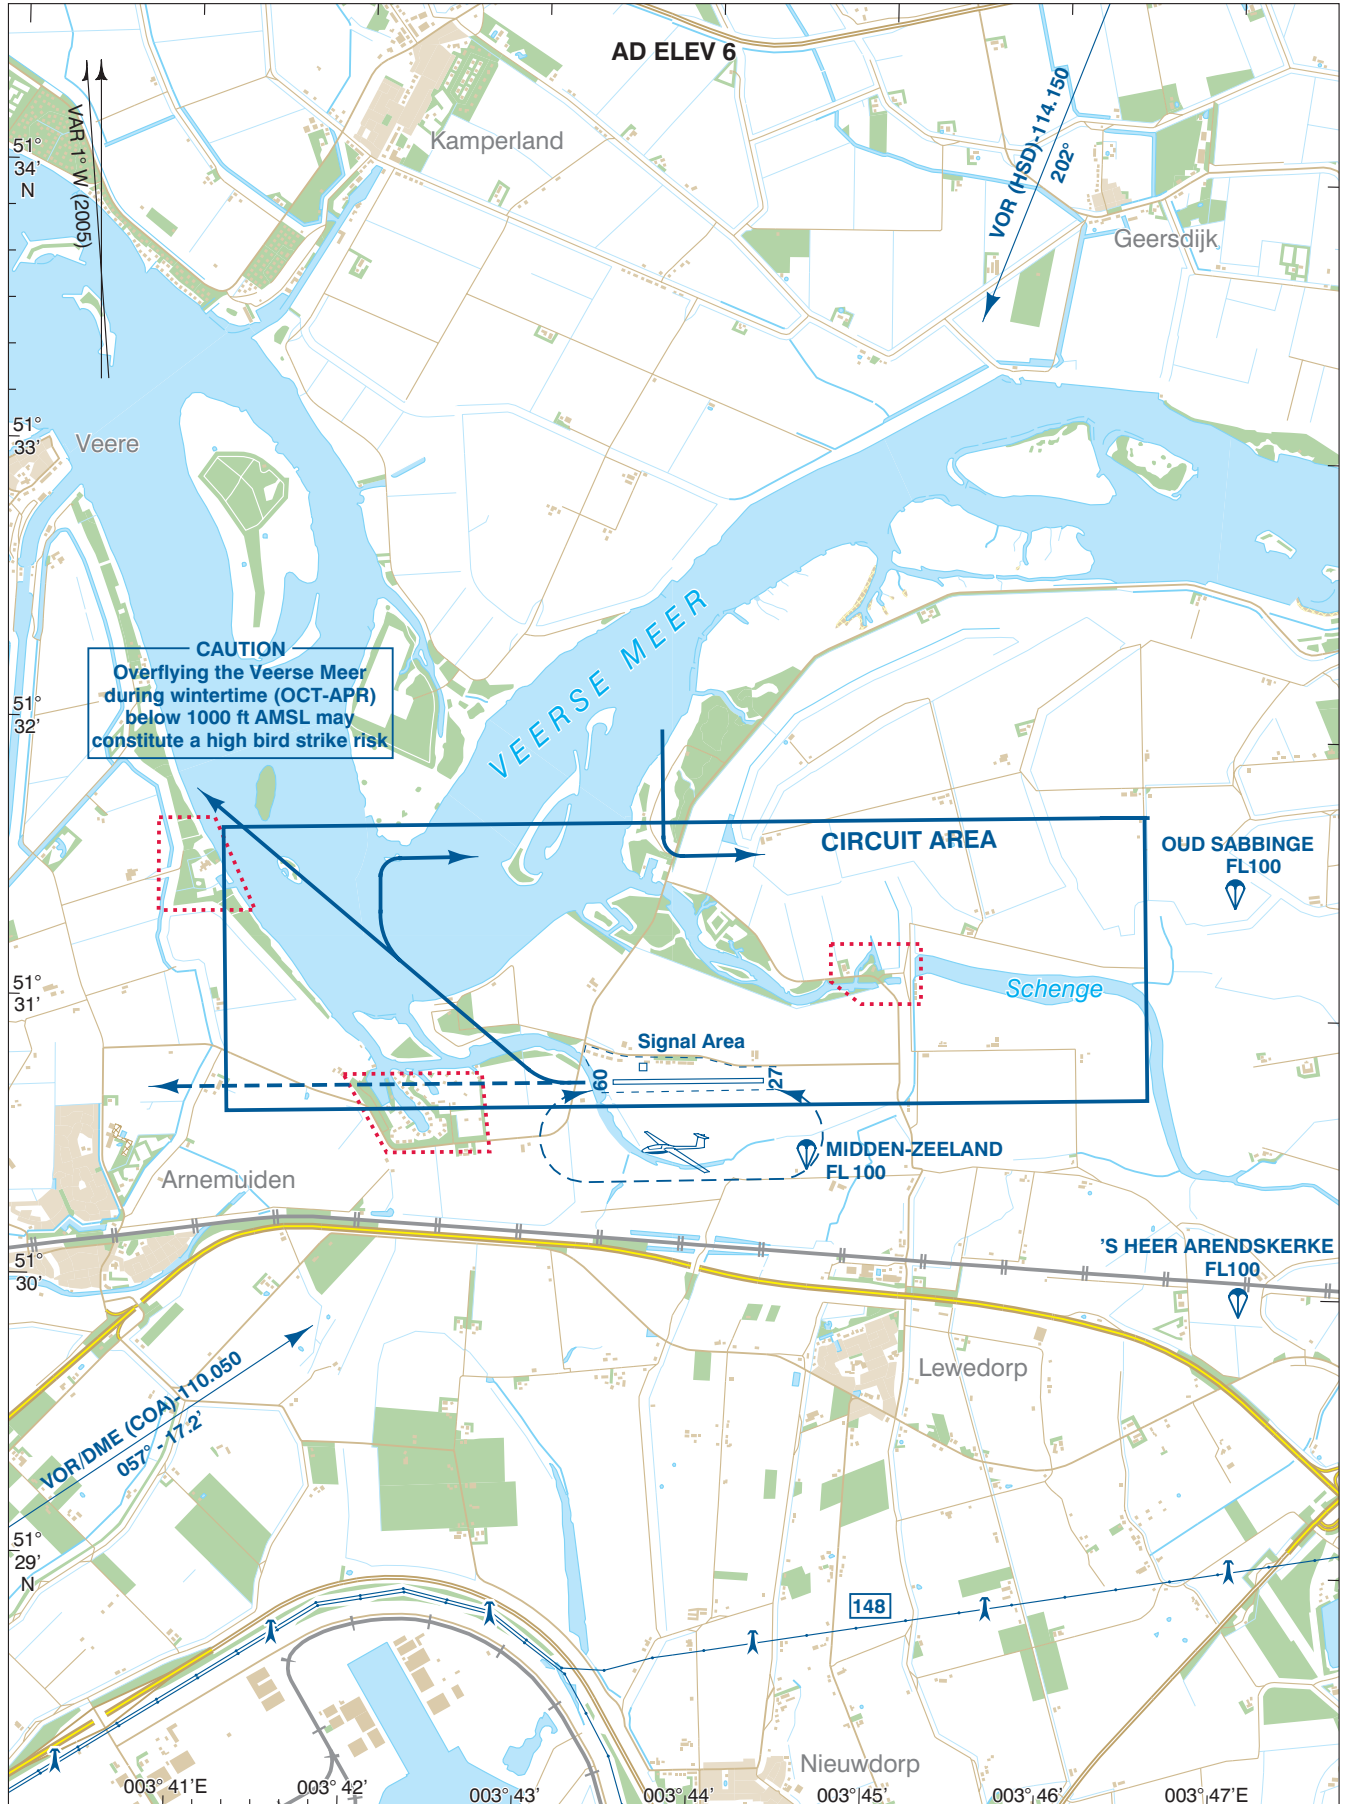 AD ELEV 6
VAR 1° W (2005)
51°
34'
N
Kamperland
VOR (HSD)-114.150
202°
Geersdijk
51°
33'
Veere
VEERSE MEER
CAUTION
Overflying the Veerse Meer
during wintertime (OCT-APR)
below 1000 ft AMSL may
constitute a high bird strike risk
51°
32'
CIRCUIT AREA
OUD SABBINGE
FL100
51°
31'
Schenge
Signal Area
09
27
MIDDEN-ZEELAND
FL 100
Arnemuiden
51°
30'
'S HEER ARENDSKERKE
FL100
VOR/DME (COA)-110.050
057° - 17.2'
Lewedorp
51°
29'
N
148
Nieuwdorp
003° 41'E
003° 42'
003° 43'
003° 44'
003° 45'
003° 46'
003° 47'E